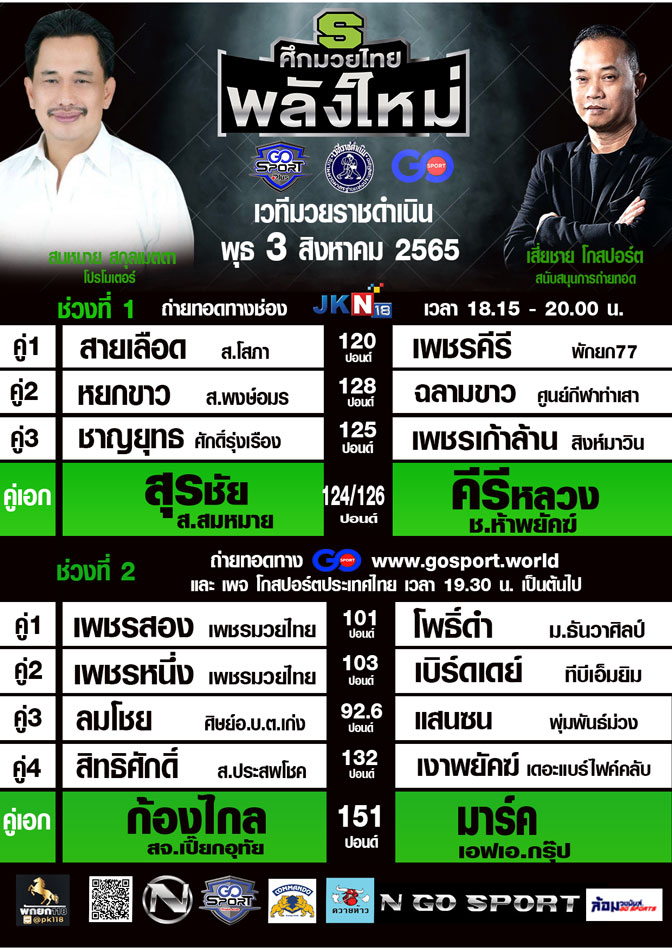 S
ศึกมวยไทย
พลังใหม่
GO SPORT
GO SPORT
เวทีมวยราชดำเนิน
พุธ 3 สิงหาคม 2565
สมหมาย สกุลเมตตา
โปรโมเตอร์
เสี่ยชาย โกสปอร์ต
สนับสนุนการถ่ายทอด
ช่วงที่ 1 ถ่ายทอดทางช่อง JKN18 เวลา 18.15 - 20.00 น.
คู่1 สายเลือด ส.โสภา 120 ปอนด์ เพชรคีรี พักยก77
คู่2 หยกขาว ส.พงษ์อมร 128 ปอนด์ ฉลามขาว ศูนย์กีฬาท่าเสา
คู่3 ชาญยุทธ ศักดิ์รุ่งเรือง 125 ปอนด์ เพชรเก้าล้าน สิงห์มาวิน
คู่เอก สุรชัย ส.สมหมาย 124/126 ปอนด์ คีรีหลวง ช.ห้าพยัคฆ์
ช่วงที่ 2 ถ่ายทอดทาง GO SPORT www.gosport.world
และ เพจ โกสปอร์ตประเทศไทย เวลา 19.30 น. เป็นต้นไป
คู่1 เพชรสอง เพชรมวยไทย 101 ปอนด์ โพธิ์ดำ ม.ธันวาศิลป์
คู่2 เพชรหนึ่ง เพชรมวยไทย 103 ปอนด์ เบิร์ดเดย์ ทีบีเอ็มยิม
คู่3 ลมโชย ศิษย์อ.บ.ต.เก่ง 92.6 ปอนด์ แสนซน พุ่มพันธ์ม่วง
คู่4 สิทธิศักดิ์ ส.ประสพโชค 132 ปอนด์ เงาพยัคฆ์ เดอะแบร์ไฟค์คลับ
คู่เอก ก้องไกล สจ.เปี๊ยกอุทัย 151 ปอนด์ มาร์ค เอฟเอ.กรุ๊ป
พักยก118
@pk118
N
GO SPORT
COMMANDO
ควายหาว
N GO SPORT
ล้อม
GO SPORTS